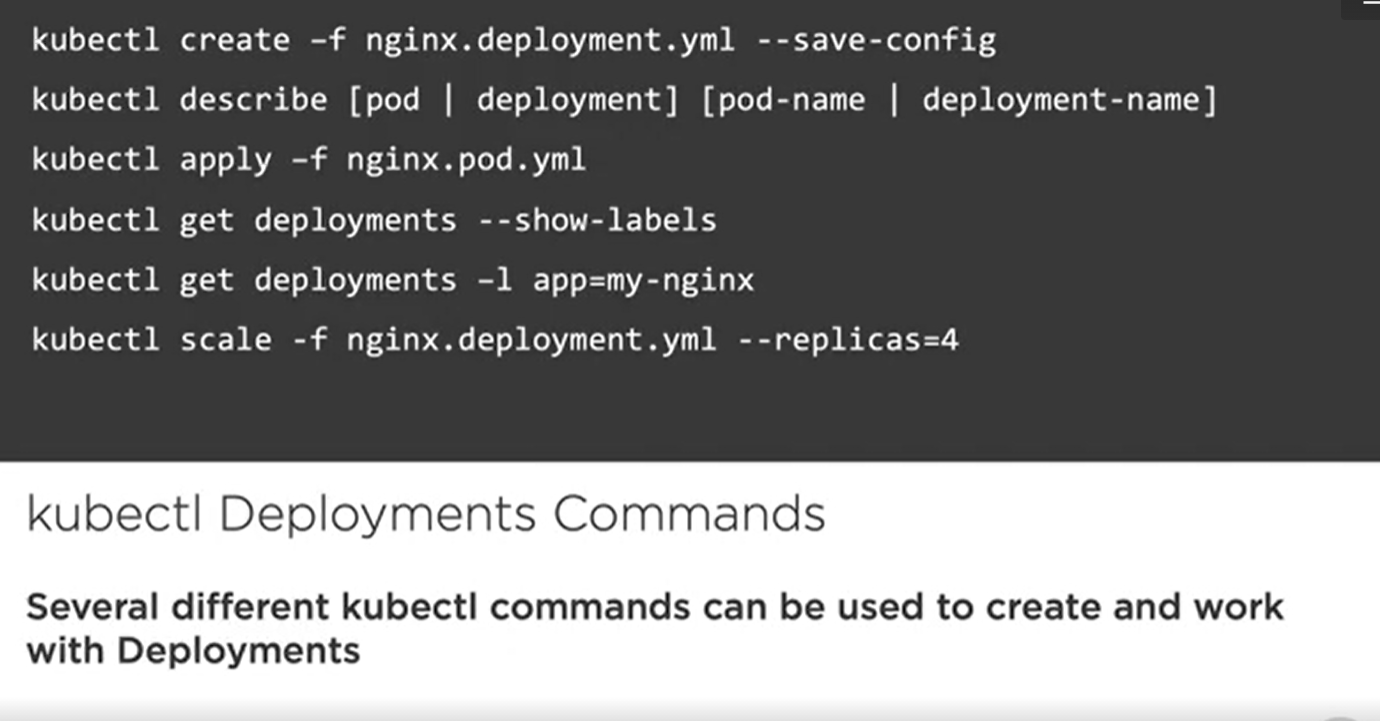 kubectl create –f nginx.deployment.yml --save-config
kubectl describe [pod | deployment] [pod-name | deployment-name]
kubectl apply –f nginx.pod.yml
kubectl get deployments --show-labels
kubectl get deployments –l app=my-nginx
kubectl scale -f nginx.deployment.yml --replicas=4
kubectl Deployments Commands
Several different kubectl commands can be used to create and work
with Deployments